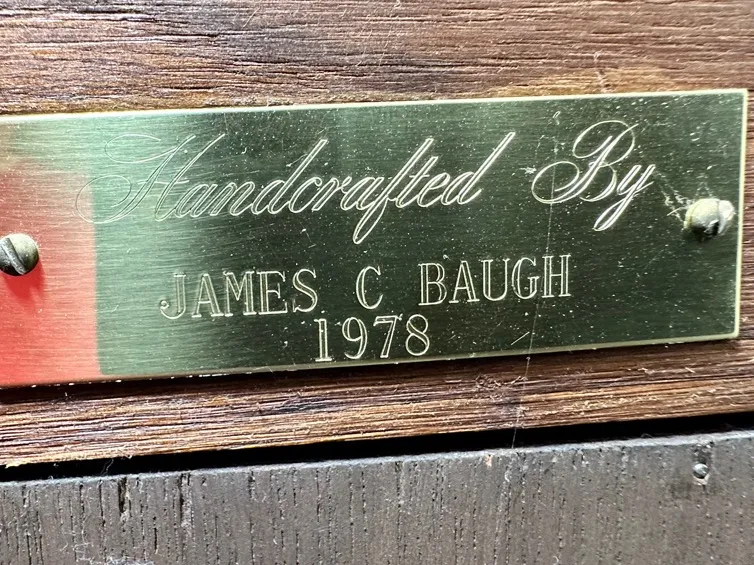 Handcrafted By
JAMES C BAUGH
1978